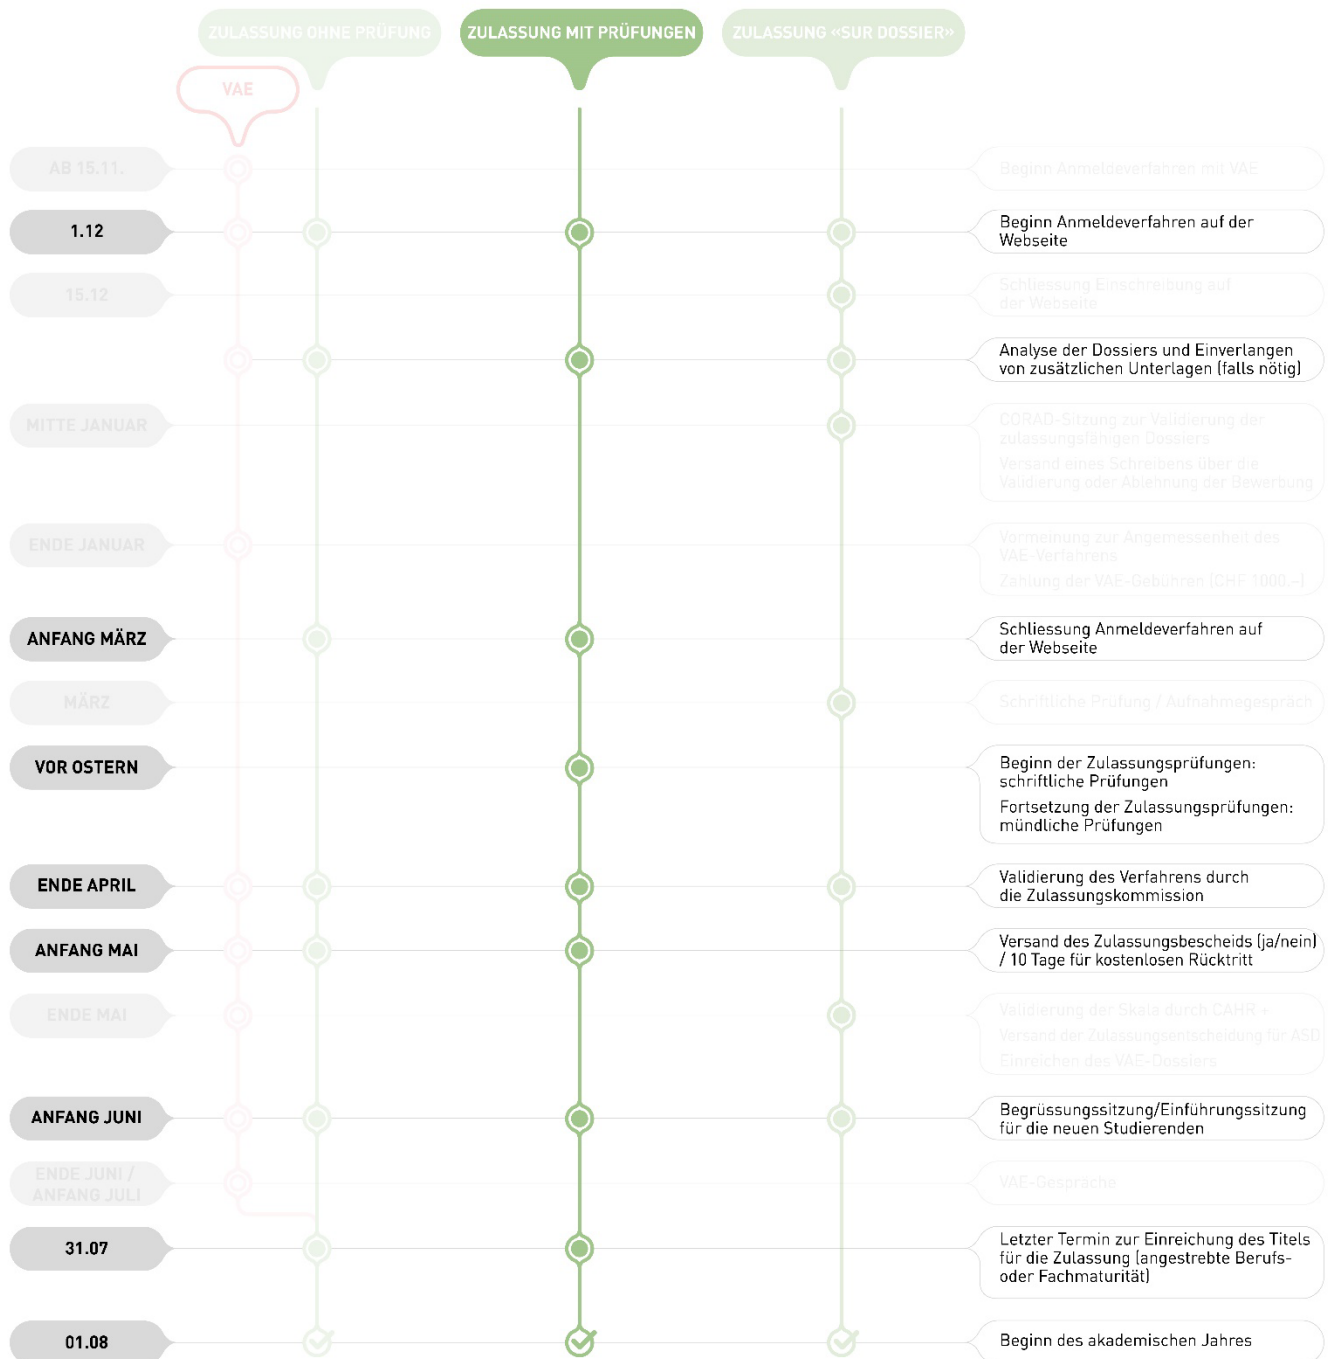 ZULASSUNG OHNE PRÜFUNG
ZULASSUNG MIT PRÜFUNGEN
ZULASSUNG «SUR DOSSIER»
VAE
AB 15.11.
Beginn Anmeldeverfahren mit VAE
1.12
Beginn Anmeldeverfahren auf der
Webseite
15.12
Schliessung Einschreibung auf
der Webseite
Analyse der Dossiers und Einverlangen
von zusätzlichen Unterlagen (falls nötig)
MITTE JANUAR
CORAD-Sitzung zur Validierung der
zulassungsfähigen Dossiers
Versand eines Schreibens über die
Validierung oder Ablehnung der Bewerbung
ENDE JANUAR
Vormeinung zur Angemessenheit des
VAE-Verfahrens
Zahlung der VAE-Gebühren (CHF 1000.–)
ANFANG MÄRZ
Schliessung Anmeldeverfahren auf
der Webseite
MÄRZ
Schriftliche Prüfung / Aufnahmegespräch
VOR OSTERN
Beginn der Zulassungsprüfungen:
schriftliche Prüfungen
Fortsetzung der Zulassungsprüfungen:
mündliche Prüfungen
ENDE APRIL
Validierung des Verfahrens durch
die Zulassungskommission
ANFANG MAI
Versand des Zulassungsbescheids (ja/nein)
/ 10 Tage für kostenlosen Rücktritt
ENDE MAI
Validierung der Skala durch CAHR +
Versand der Zulassungsentscheidung für ASD
Einreichen des VAE-Dossiers
ANFANG JUNI
Begrüssungssitzung/Einführungssitzung
für die neuen Studierenden
ENDE JUNI /
ANFANG JULI
VAE-Gespräche
31.07
Letzter Termin zur Einreichung des Titels
für die Zulassung (angestrebte Berufs-
oder Fachmaturität)
01.08
Beginn des akademischen Jahres